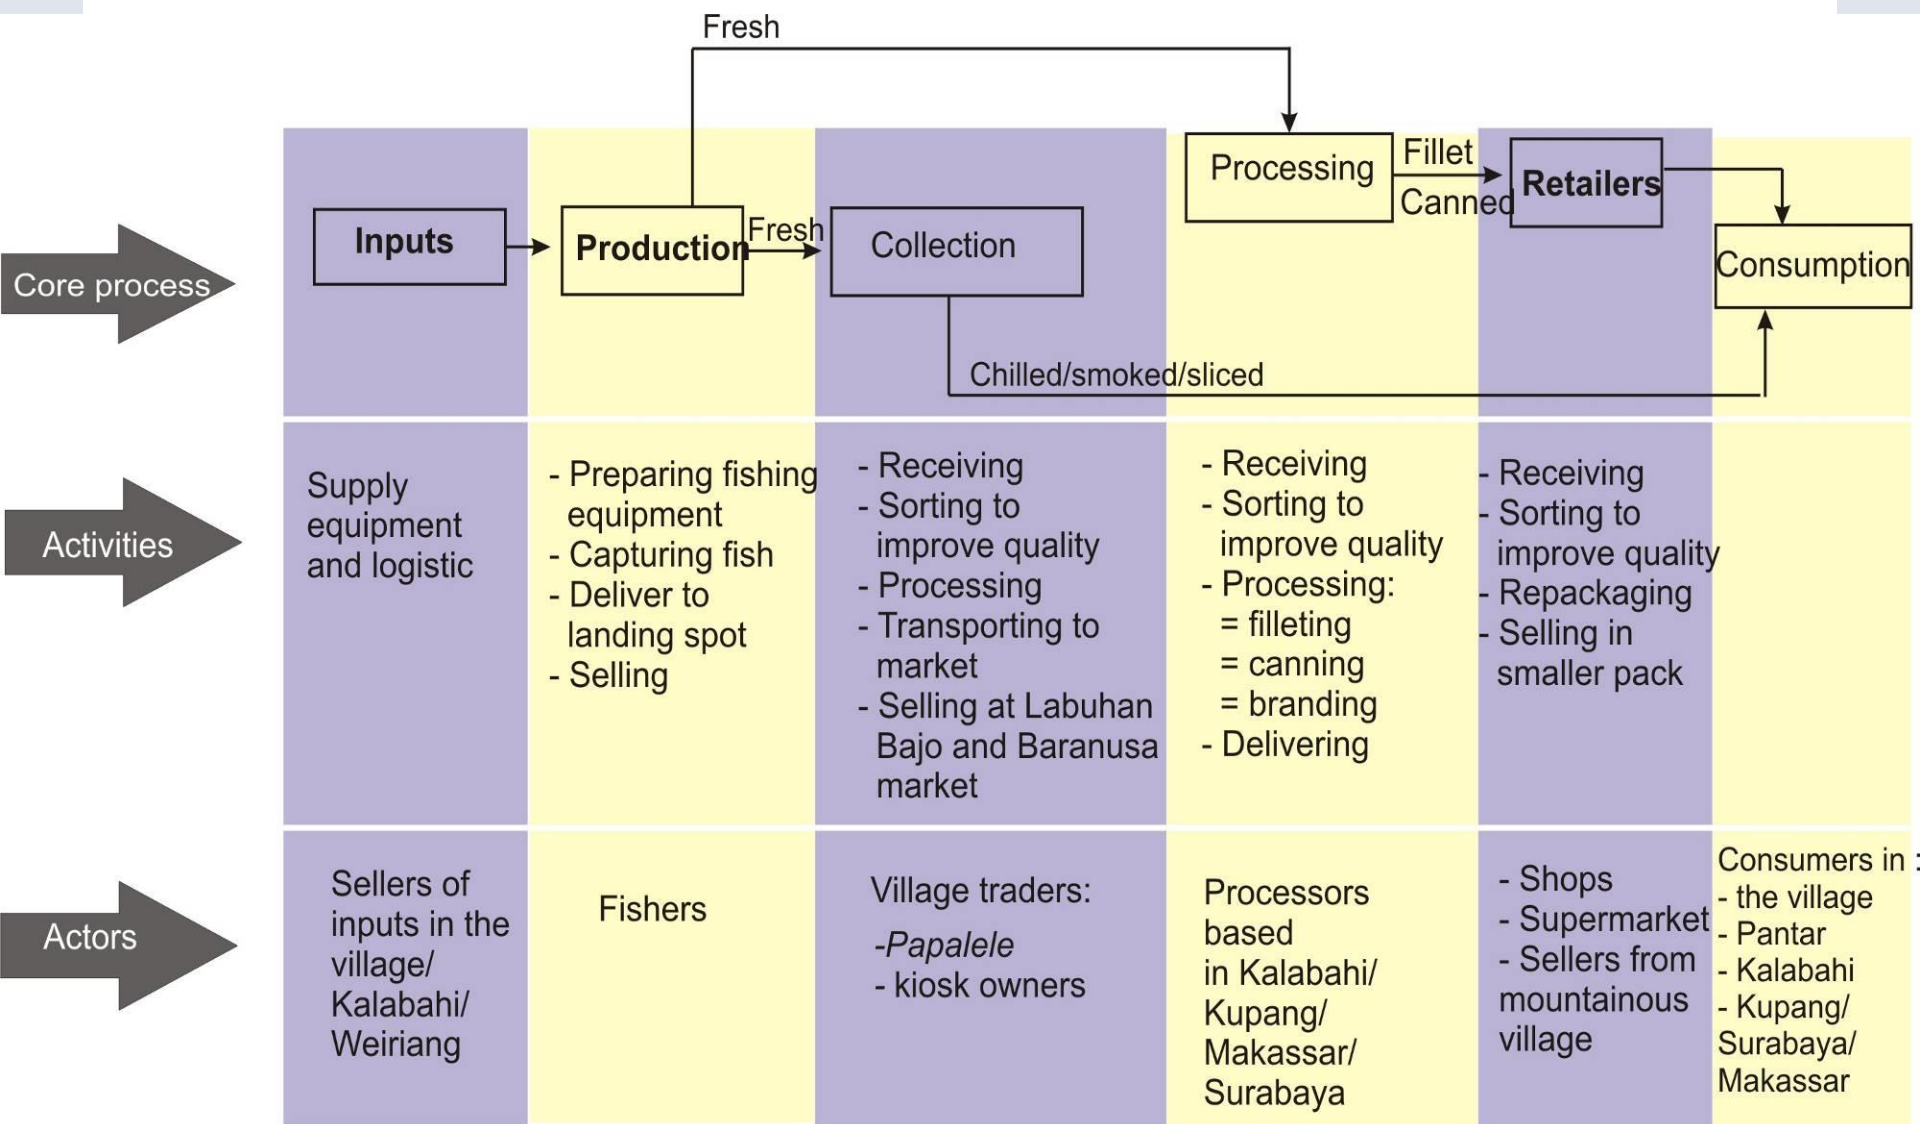 Fresh
Core process
Inputs
Production
Fresh
Collection
Processing
Fillet
Canned
Retailers
Consumption
Chilled/smoked/sliced
Activities
Supply
equipment
and logistic
- Preparing fishing
equipment
- Capturing fish
- Deliver to
landing spot
- Selling
- Receiving
- Sorting to
improve quality
- Processing
- Transporting to
market
- Selling at Labuhan
Bajo and Baranusa
market
- Receiving
- Sorting to
improve quality
- Processing:
= filleting
= canning
= branding
- Delivering
- Receiving
- Sorting to
improve quality
- Repackaging
- Selling in
smaller pack
Actors
Sellers of
inputs in the
village/
Kalabahi/
Weiriang
Fishers
Village traders:
-Papalele
- kiosk owners
Processors
based
in Kalabahi/
Kupang/
Makassar/
Surabaya
- Shops
- Supermarket
- Sellers from
mountainous
village
Consumers in :
- the village
- Pantar
- Kalabahi
- Kupang/
Surabaya/
Makassar